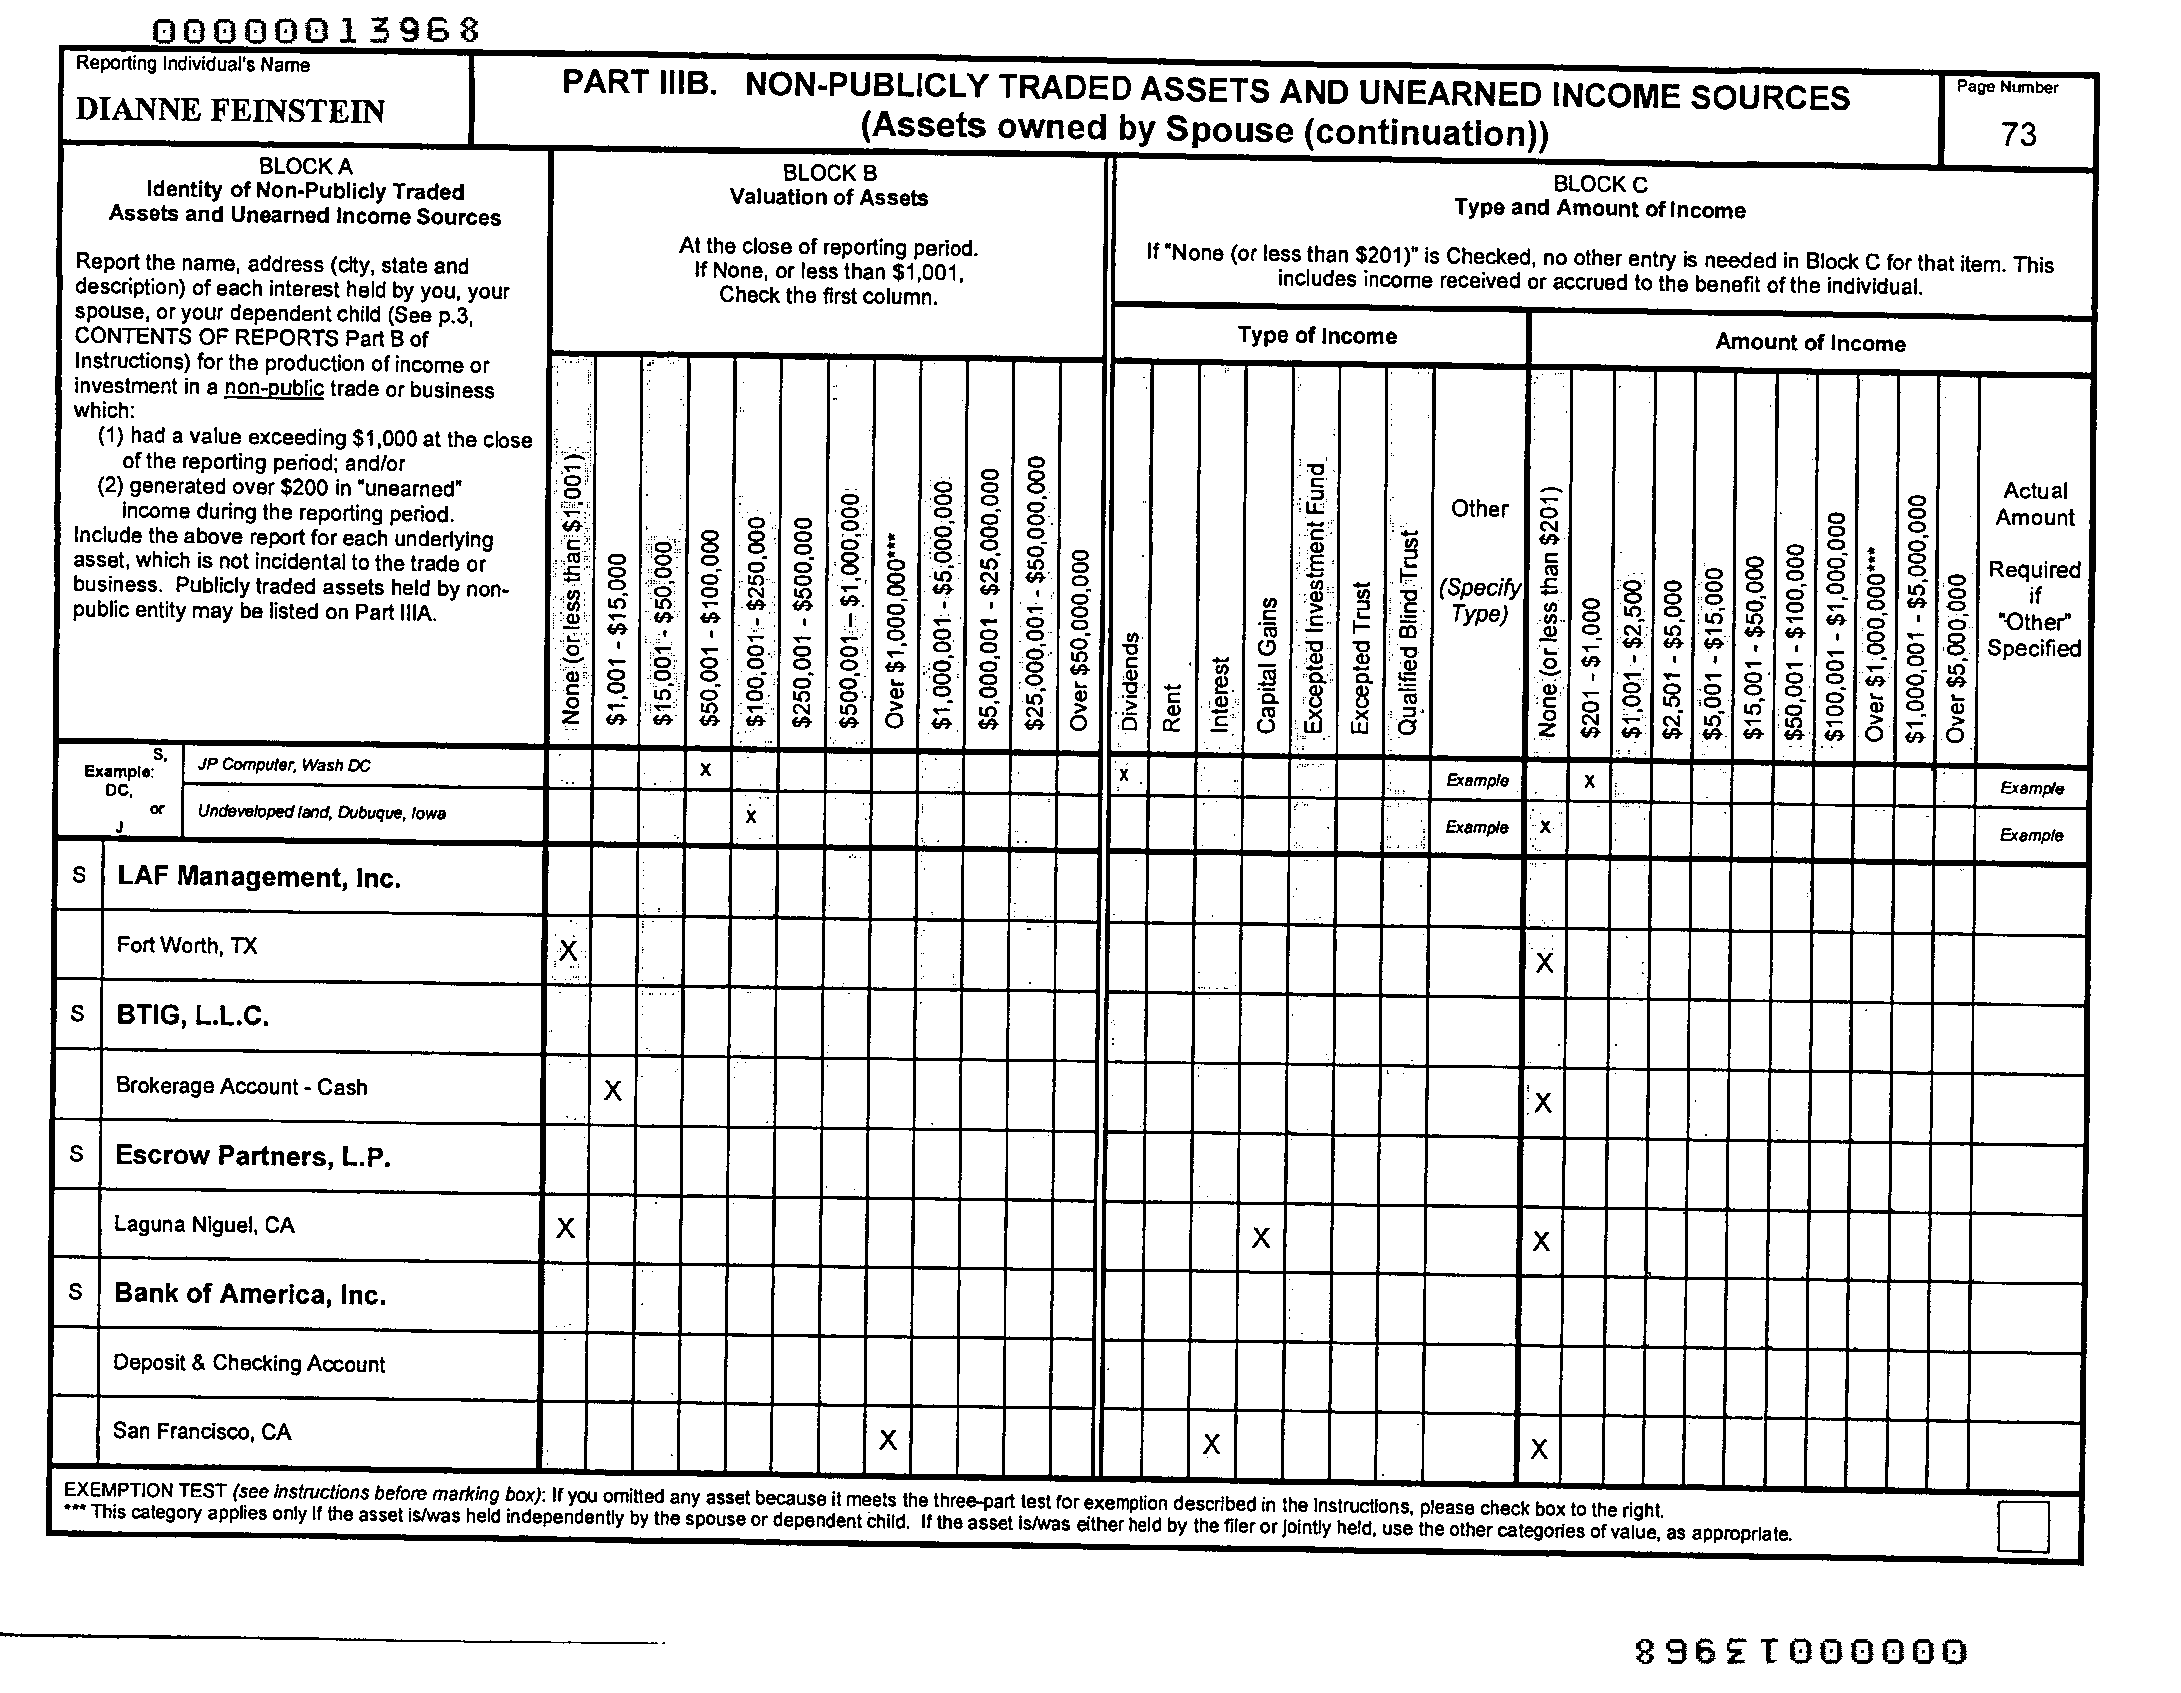 00000013968
Reporting Individual's Name
DIANNE FEINSTEIN
PART IIIB. NON-PUBLICLY TRADED ASSETS AND UNEARNED INCOME SOURCES
(Assets owned by Spouse (continuation))
Page Number
73
BLOCK A
Identity of Non-Publicly Traded
Assets and Unearned Income Sources
Report the name, address (city, state and
description) of each interest held by you, your
spouse, or your dependent child (See p.3,
CONTENTS OF REPORTS Part B of
Instructions) for the production of income or
investment in a non-public trade or business
which:
(1) had a value exceeding $1,000 at the close
of the reporting period; and/or
(2) generated over $200 in "unearned"
income during the reporting period.
Include the above report for each underlying
asset, which is not incidental to the trade or
business. Publicly traded assets held by non-
public entity may be listed on Part IIIA.
BLOCK B
Valuation of Assets
At the close of reporting period.
If None, or less than $1,001,
Check the first column.
BLOCK C
Type and Amount of Income
If "None (or less than $201)" is Checked, no other entry is needed in Block C for that item. This
includes income received or accrued to the benefit of the individual.
Type of Income
Amount of Income
None (or less than $1,001)
$1,001 - $15,000
$15,001 - $50,000
$50,001 - $100,000
$100,001 - $250,000
$250,001 - $500,000
$500,001 - $1,000,000
Over $1,000,000***
$1,000,001 - $5,000,000
$5,000,001 - $25,000,000
$25,000,001 - $50,000,000
Over $50,000,000
Dividends
Rent
Interest
Capital Gains
Excepted Investment Fund
Excepted Trust
Qualified Blind Trust
Other
(Specify
Type)
None (or less than $201)
$201 - $1,000
$1,001 - $2,500
$2,501 - $5,000
$5,001 - $15,000
$15,001 - $50,000
$50,001 - $100,000
$100,001 - $1,000,000
Over $1,000,000***
$1,000,001 - $5,000,000
Over $5,000,000
Actual
Amount
Required
if
"Other"
Specified
Example: S,
DC,
or
J
JP Computer, Wash DC X X Example X Example
Undeveloped land, Dubuque, Iowa X Example X Example
S LAF Management, Inc.
Fort Worth, TX X X
S BTIG, L.L.C.
Brokerage Account - Cash X X
S Escrow Partners, L.P.
Laguna Niguel, CA X X X
S Bank of America, Inc.
Deposit & Checking Account
San Francisco, CA X X X
EXEMPTION TEST (see instructions before marking box): If you omitted any asset because it meets the three-part test for exemption described in the Instructions, please check box to the right.
*** This category applies only If the asset is/was held independently by the spouse or dependent child. If the asset is/was either held by the filer or jointly held, use the other categories of value, as appropriate.
00000013968